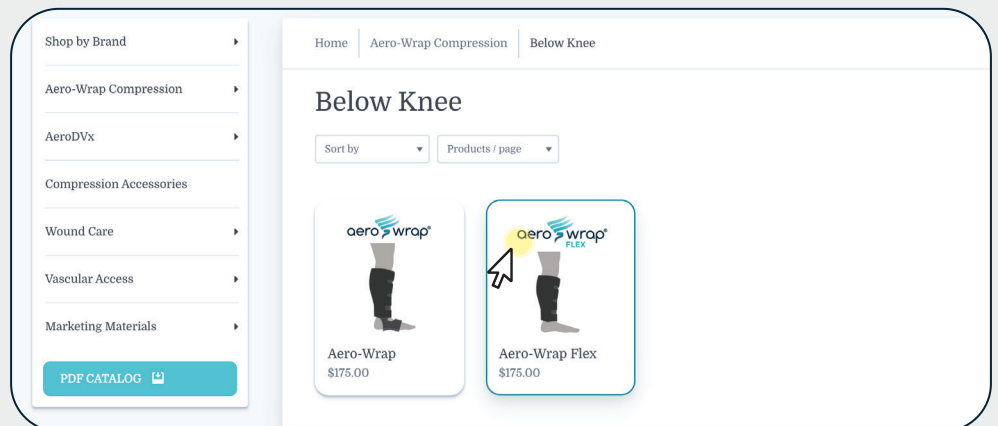 Shop by Brand
Aero-Wrap Compression
AeroDVx
Compression Accessories
Wound Care
Vascular Access
Marketing Materials
PDF CATALOG
Home
Aero-Wrap Compression
Below Knee
Below Knee
Sort by
Products / page
aero wrap®
Aero-Wrap
$175.00
aero wrap®
FLEX
Aero-Wrap Flex
$175.00